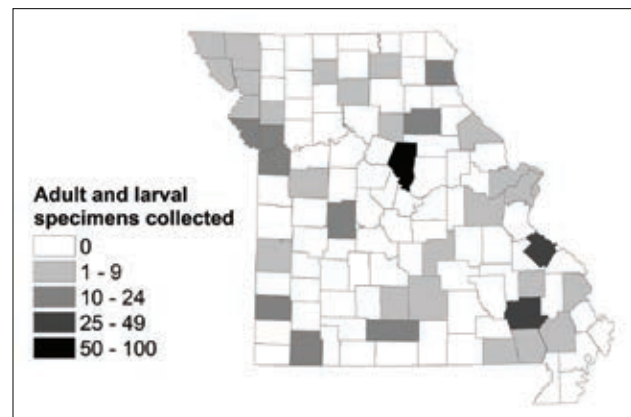 Adult and larval
specimens collected
0
1 - 9
10 - 24
25 - 49
50 - 100